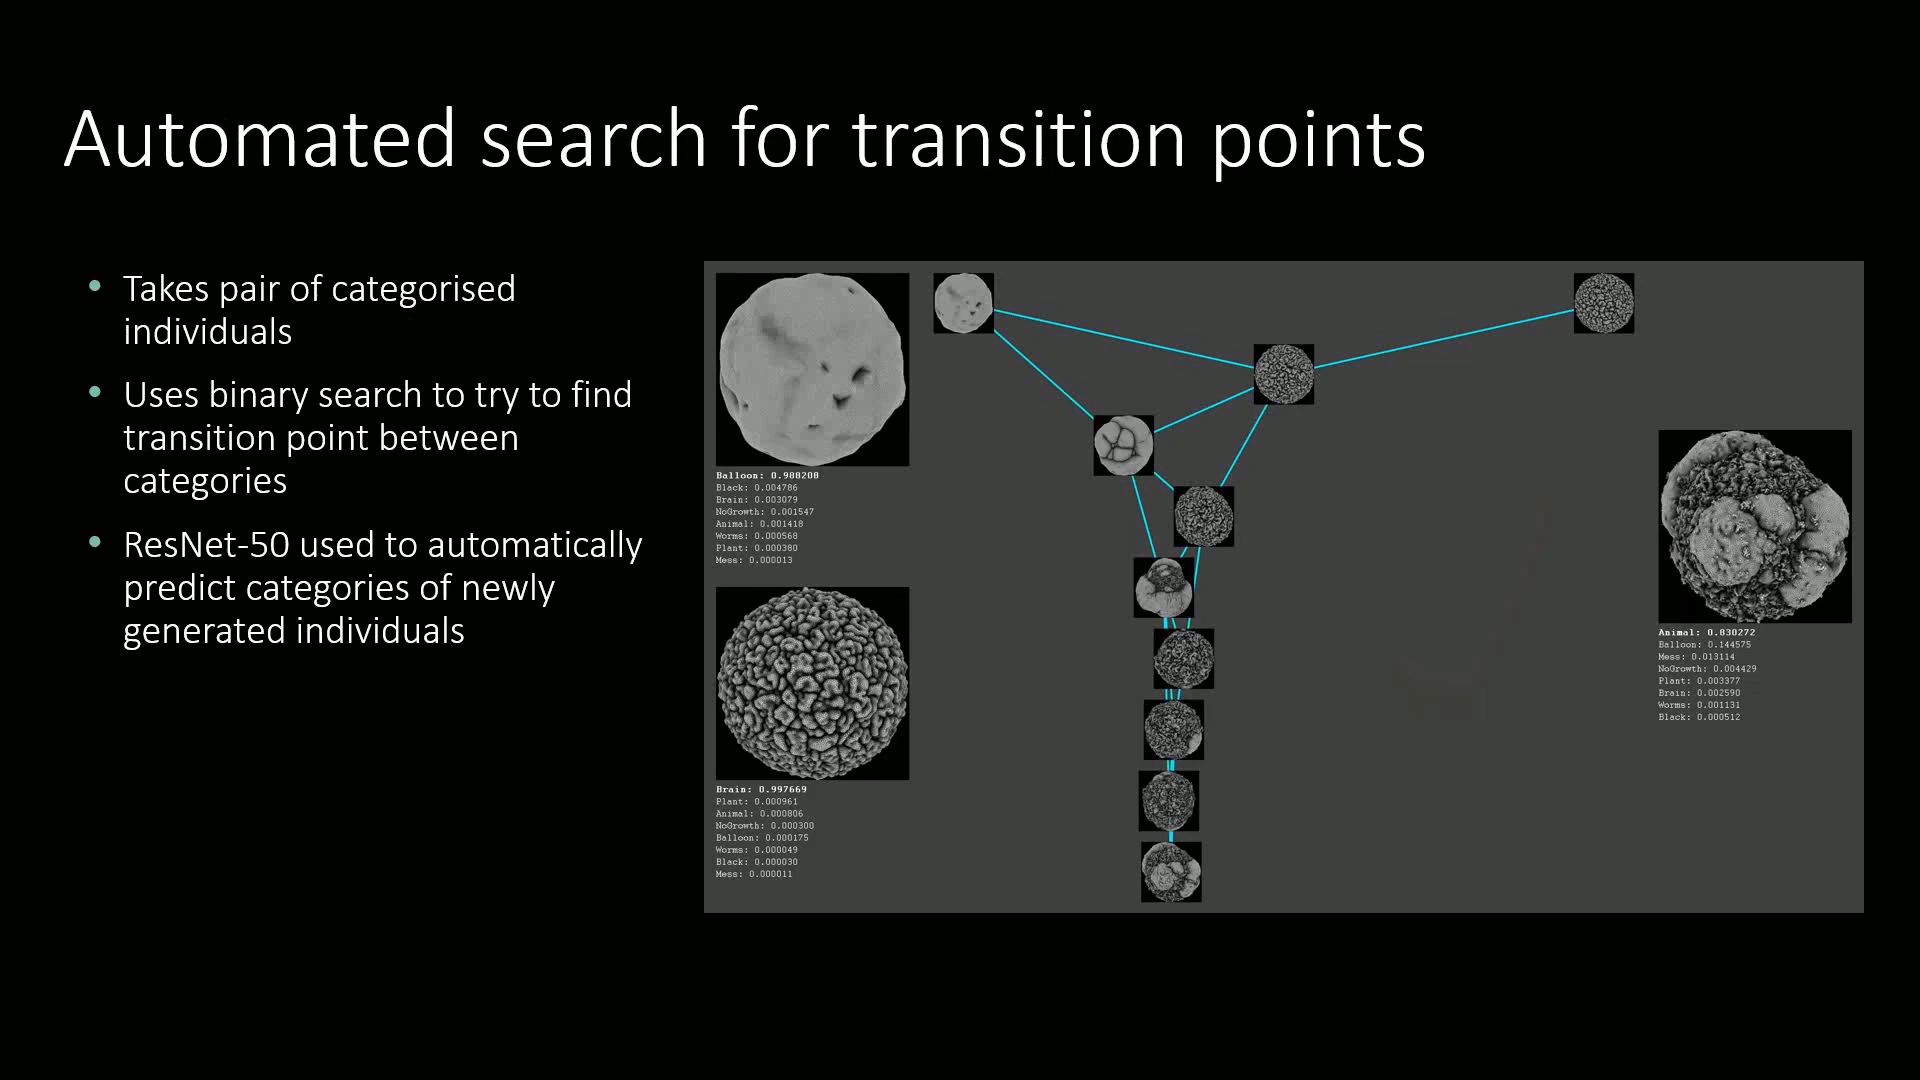 Automated search for transition points
• Takes pair of categorised
individuals
• Uses binary search to try to find
transition point between
categories
• ResNet-50 used to automatically
predict categories of newly
generated individuals
Balloon: 0.988208
Black: 0.004786
Brain: 0.003079
NoGrowth: 0.001547
Animal: 0.001418
Worms: 0.000568
Plant: 0.000380
Mess: 0.000013
Brain: 0.997669
Plant: 0.000961
Animal: 0.000806
NoGrowth: 0.000300
Balloon: 0.000175
Worms: 0.000049
Black: 0.000030
Mess: 0.000011
Animal: 0.830272
Balloon: 0.144575
Mess: 0.013114
NoGrowth: 0.004429
Plant: 0.003377
Brain: 0.002590
Worms: 0.001131
Black: 0.000512